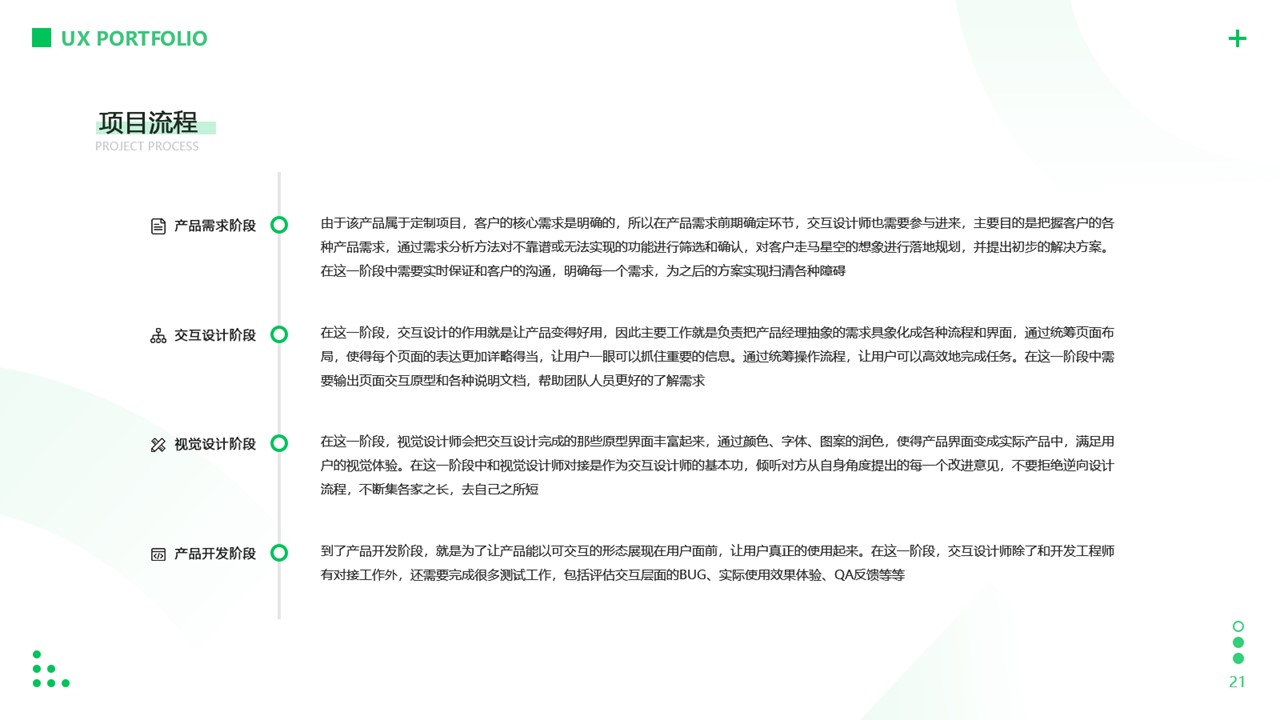 UX PORTFOLIO
项目流程
PROJECT PROCESS
产品需求阶段
由于该产品属于定制项目，客户的核心需求是明确的，所以在产品需求前期确定环节，交互设计师也需要参与进来，主要目的是把握客户的各
种产品需求，通过需求分析方法对不靠谱或无法实现的功能进行筛选和确认，对客户走马星空的想象进行落地规划，并提出初步的解决方案。
在这一阶段中需要实时保证和客户的沟通，明确每一个需求，为之后的方案实现扫清各种障碍
交互设计阶段
在这一阶段，交互设计的作用就是让产品变得好用，因此主要工作就是负责把产品经理抽象的需求具象化成各种流程和界面，通过统筹页面布
局，使得每个页面的表达更加详略得当，让用户一眼可以抓住重要的信息。通过统筹操作流程，让用户可以高效地完成任务。在这一阶段中需
要输出页面交互原型和各种说明文档，帮助团队人员更好的了解需求
视觉设计阶段
在这一阶段，视觉设计师会把交互设计完成的那些原型界面丰富起来，通过颜色、字体、图案的润色，使得产品界面变成实际产品中，满足用
户的视觉体验。在这一阶段中和视觉设计师对接是作为交互设计师的基本功，倾听对方从自身角度提出的每一个改进意见，不要拒绝逆向设计
流程，不断集各家之长，去自己之所短
产品开发阶段
到了产品开发阶段，就是为了让产品能以可交互的形态展现在用户面前，让用户真正的使用起来。在这一阶段，交互设计师除了和开发工程师
有对接工作外，还需要完成很多测试工作，包括评估交互层面的BUG、实际使用效果体验、QA反馈等等
21